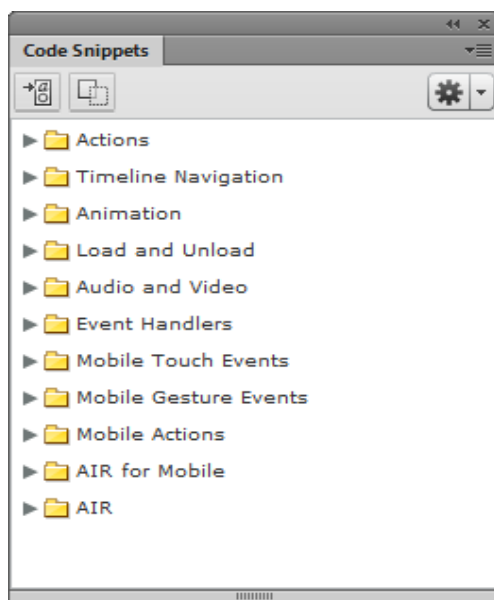 Code Snippets
Actions
Timeline Navigation
Animation
Load and Unload
Audio and Video
Event Handlers
Mobile Touch Events
Mobile Gesture Events
Mobile Actions
AIR for Mobile
AIR